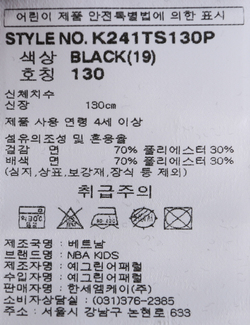 어린이 제품 안전특별법에 의한 표시
STYLE NO. K241TS130P
색상 BLACK(19)
호칭 130
신체치수
신장 130cm
제품 사용 연령 4세 이상
섬유의조성 및 혼용율
겉감 면 70% 폴리에스터 30%
배색 면 70% 폴리에스터 30%
(심지,상표,보강재,장식 등 제외)
취급주의
제조국명 : 베트남
브랜드명 : NBA KIDS
제조자명 : 예그린어패럴
수입자명 : 예그린어패럴
판매자명 : 한세엠케이(주)
소비자상담실 : (031)376-2385
주소 : 서울시 강남구 논현로 633